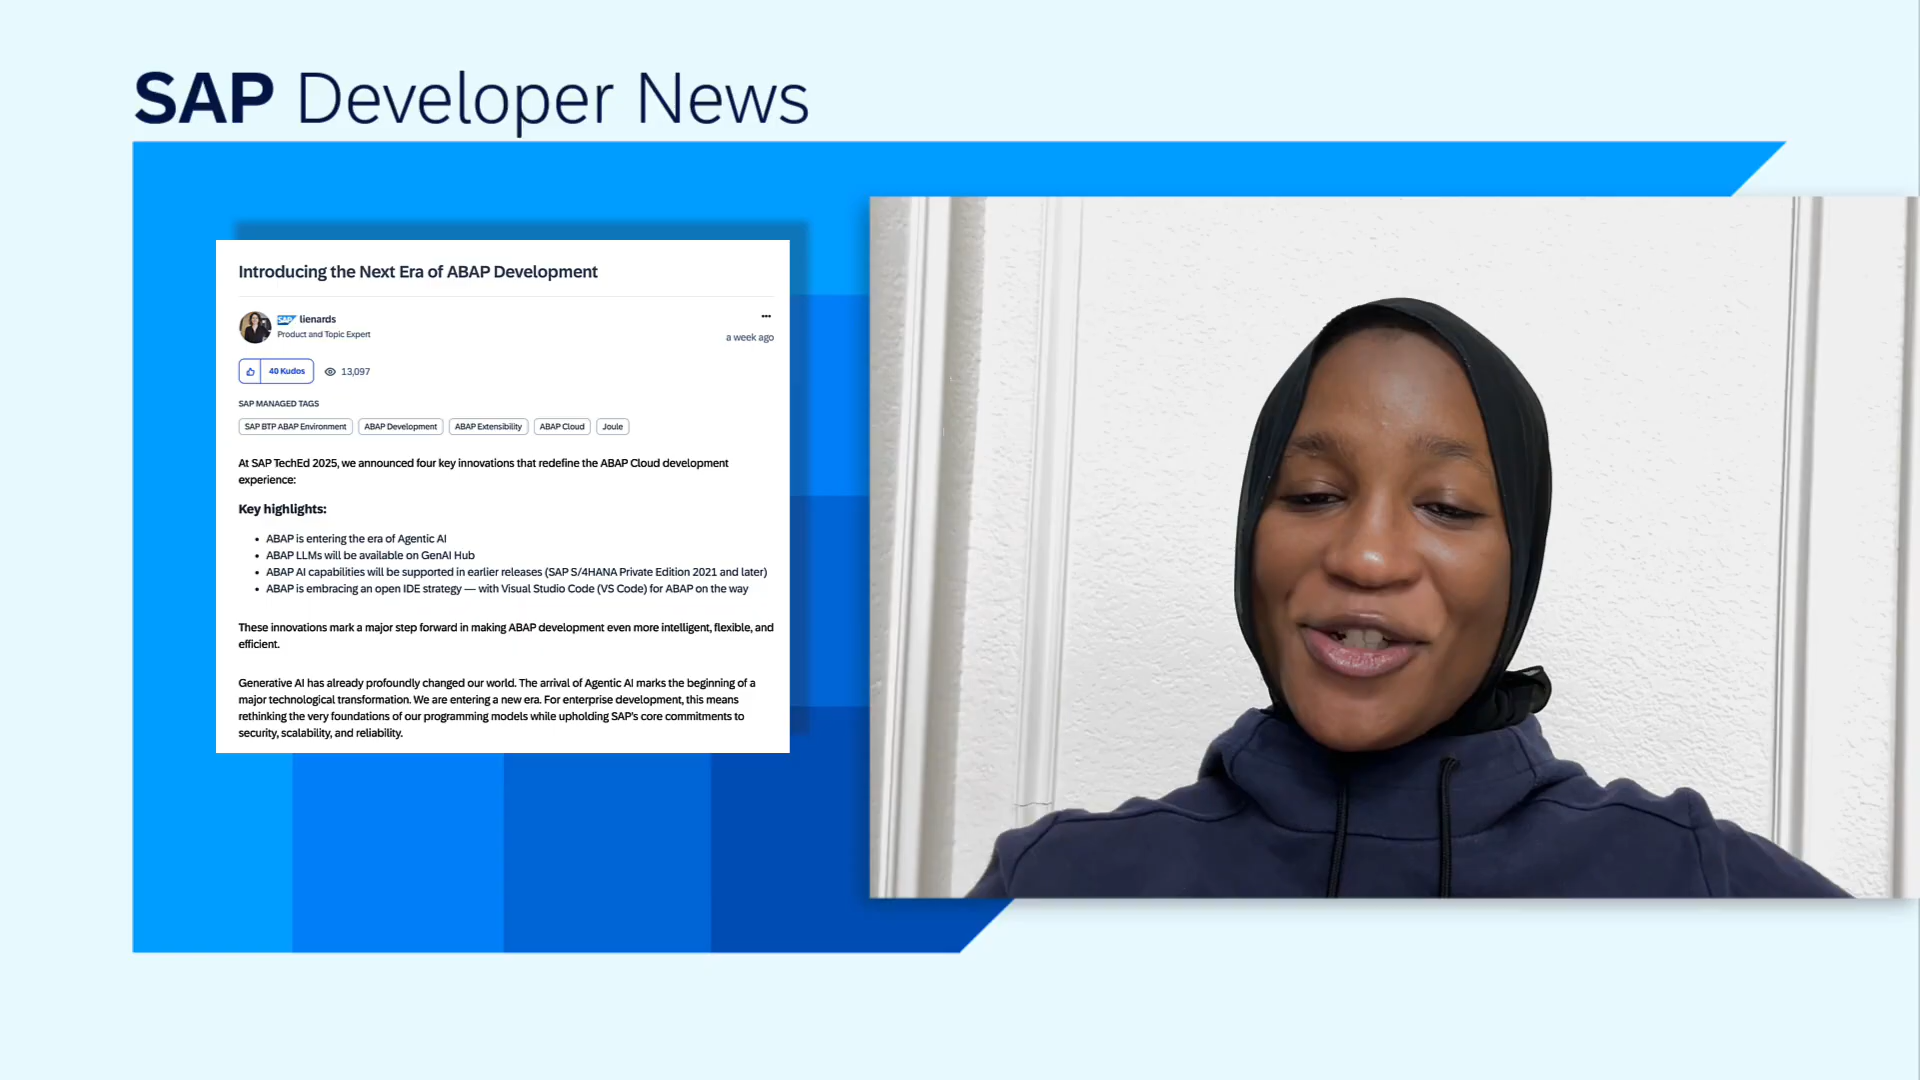 SAP Developer News
Introducing the Next Era of ABAP Development
SAP lienards
Product and Topic Expert
a week ago
40 Kudos 13,097
SAP MANAGED TAGS
SAP BTP ABAP Environment ABAP Development ABAP Extensibility ABAP Cloud Joule
At SAP TechEd 2025, we announced four key innovations that redefine the ABAP Cloud development
experience:
Key highlights:
• ABAP is entering the era of Agentic AI
• ABAP LLMs will be available on GenAI Hub
• ABAP AI capabilities will be supported in earlier releases (SAP S/4HANA Private Edition 2021 and later)
• ABAP is embracing an open IDE strategy — with Visual Studio Code (VS Code) for ABAP on the way
These innovations mark a major step forward in making ABAP development even more intelligent, flexible, and
efficient.
Generative AI has already profoundly changed our world. The arrival of Agentic AI marks the beginning of a
major technological transformation. We are entering a new era. For enterprise development, this means
rethinking the very foundations of our programming models while upholding SAP's core commitments to
security, scalability, and reliability.